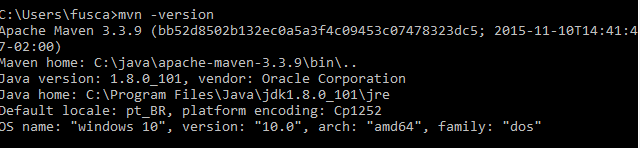 C:\Users\fusca>mvn -version
Apache Maven 3.3.9 (bb52d8502b132ec0a5a3f4c09453c07478323dc5; 2015-11-10T14:41:4
7-02:00)
Maven home: C:\java\apache-maven-3.3.9\bin\..
Java version: 1.8.0_101, vendor: Oracle Corporation
Java home: C:\Program Files\Java\jdk1.8.0_101\jre
Default locale: pt_BR, platform encoding: Cp1252
OS name: "windows 10", version: "10.0", arch: "amd64", family: "dos"